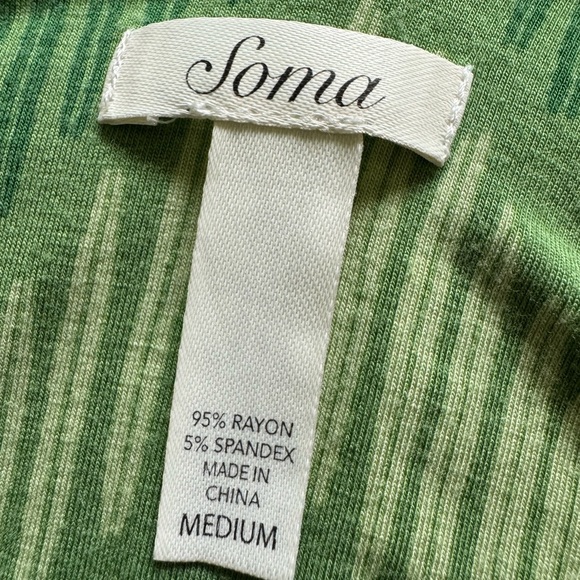 Soma
95% RAYON
5% SPANDEX
MADE IN
CHINA
MEDIUM